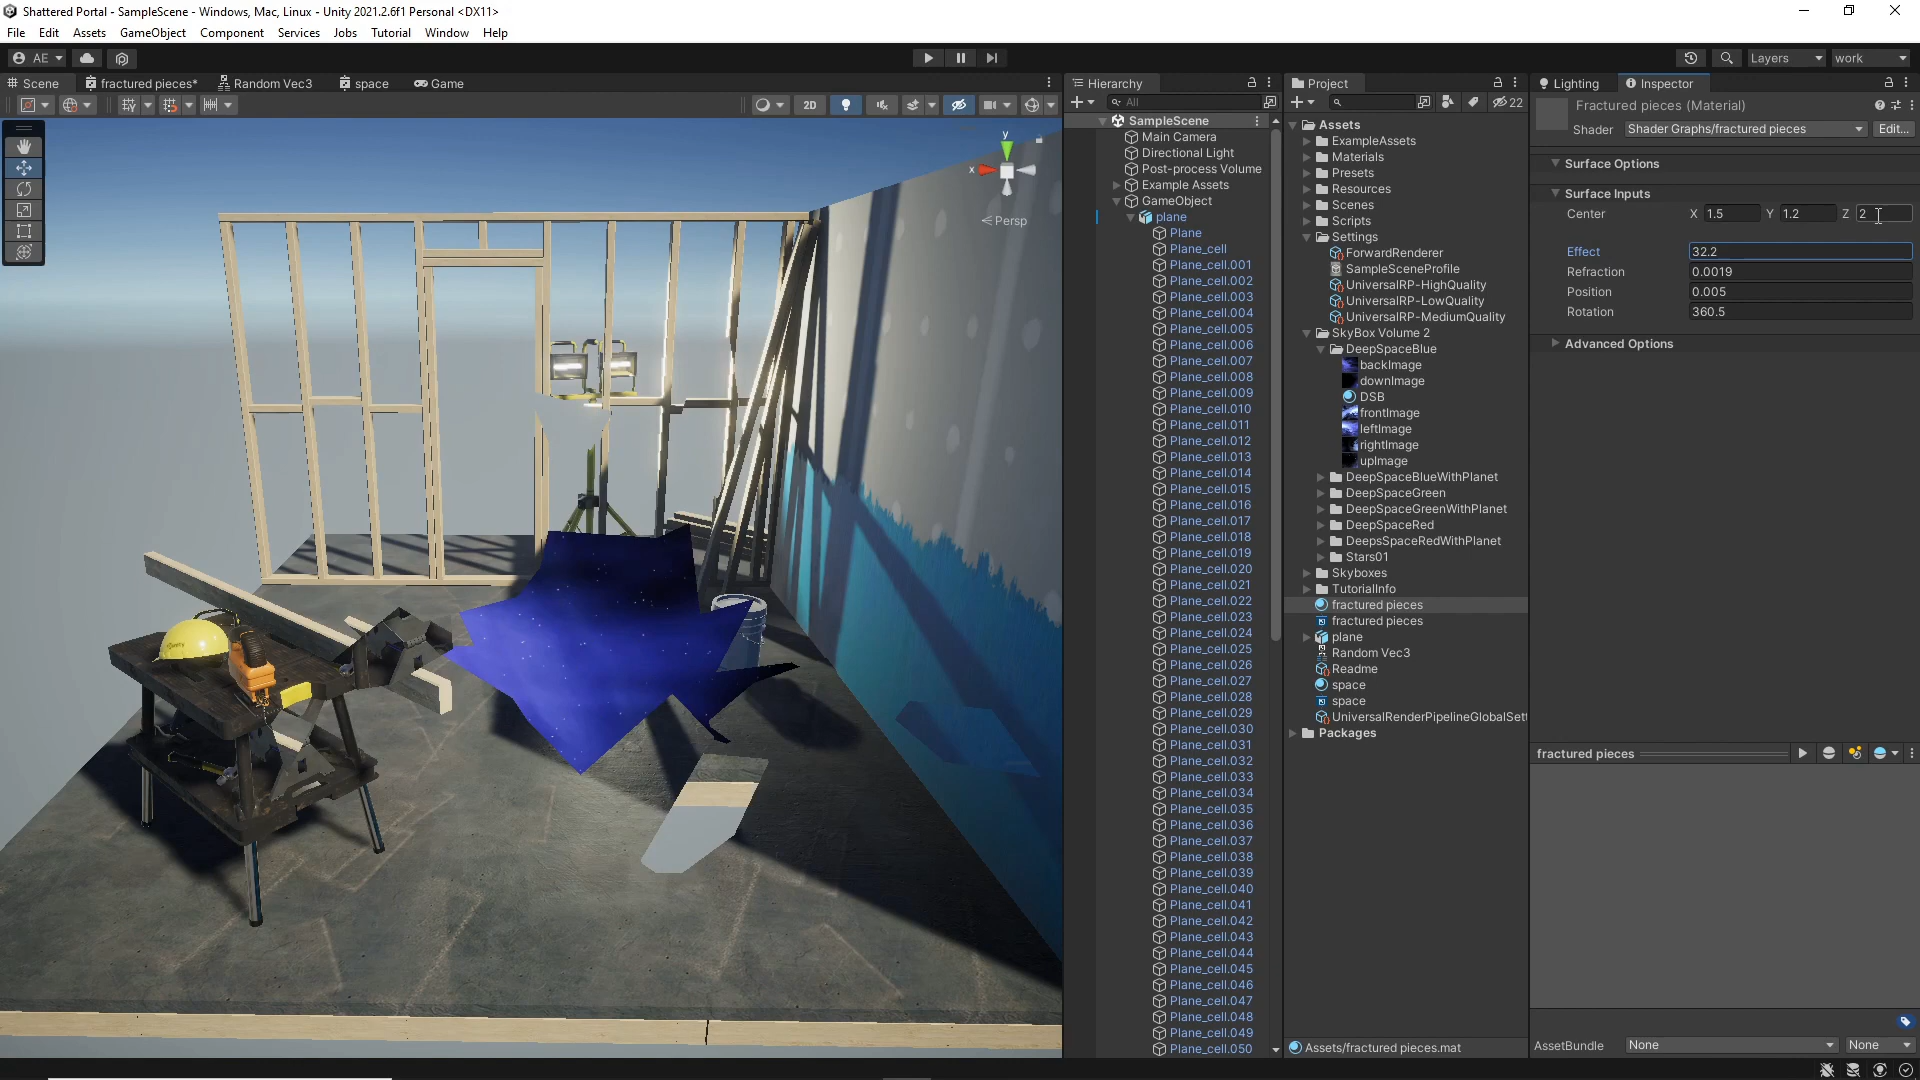 Shattered Portal - SampleScene - Windows, Mac, Linux - Unity 2021.2.6f1 Personal <DX11>
File Edit Assets GameObject Component Services Jobs Tutorial Window Help
AE
Layers
work
Scene
fractured pieces*
Random Vec3
space
Game
2D
y
x
Persp
Hierarchy
All
SampleScene
Main Camera
Directional Light
Post-process Volume
Example Assets
GameObject
plane
Plane
Plane_cell
Plane_cell.001
Plane_cell.002
Plane_cell.003
Plane_cell.004
Plane_cell.005
Plane_cell.006
Plane_cell.007
Plane_cell.008
Plane_cell.009
Plane_cell.010
Plane_cell.011
Plane_cell.012
Plane_cell.013
Plane_cell.014
Plane_cell.015
Plane_cell.016
Plane_cell.017
Plane_cell.018
Plane_cell.019
Plane_cell.020
Plane_cell.021
Plane_cell.022
Plane_cell.023
Plane_cell.024
Plane_cell.025
Plane_cell.026
Plane_cell.027
Plane_cell.028
Plane_cell.029
Plane_cell.030
Plane_cell.031
Plane_cell.032
Plane_cell.033
Plane_cell.034
Plane_cell.035
Plane_cell.036
Plane_cell.037
Plane_cell.038
Plane_cell.039
Plane_cell.040
Plane_cell.041
Plane_cell.042
Plane_cell.043
Plane_cell.044
Plane_cell.045
Plane_cell.046
Plane_cell.047
Plane_cell.048
Plane_cell.049
Plane_cell.050
Project
22
Assets
ExampleAssets
Materials
Presets
Resources
Scenes
Scripts
Settings
ForwardRenderer
SampleSceneProfile
UniversalRP-HighQuality
UniversalRP-LowQuality
UniversalRP-MediumQuality
SkyBox Volume 2
DeepSpaceBlue
backImage
downImage
DSB
frontImage
leftImage
rightImage
upImage
DeepSpaceBlueWithPlanet
DeepSpaceGreen
DeepSpaceGreenWithPlanet
DeepSpaceRed
DeepsSpaceRedWithPlanet
Stars01
Skyboxes
TutorialInfo
fractured pieces
fractured pieces
plane
Random Vec3
Readme
space
space
UniversalRenderPipelineGlobalSett
Packages
Assets/fractured pieces.mat
Lighting
Inspector
Fractured pieces (Material)
Shader Shader Graphs/fractured pieces Edit...
Surface Options
Surface Inputs
Center X 1.5 Y 1.2 Z 2
Effect 32.2
Refraction 0.0019
Position 0.005
Rotation 360.5
Advanced Options
fractured pieces
AssetBundle None None